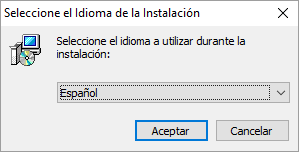 Seleccione el Idioma de la Instalación
Seleccione el idioma a utilizar durante la
instalación:
Español
Aceptar
Cancelar